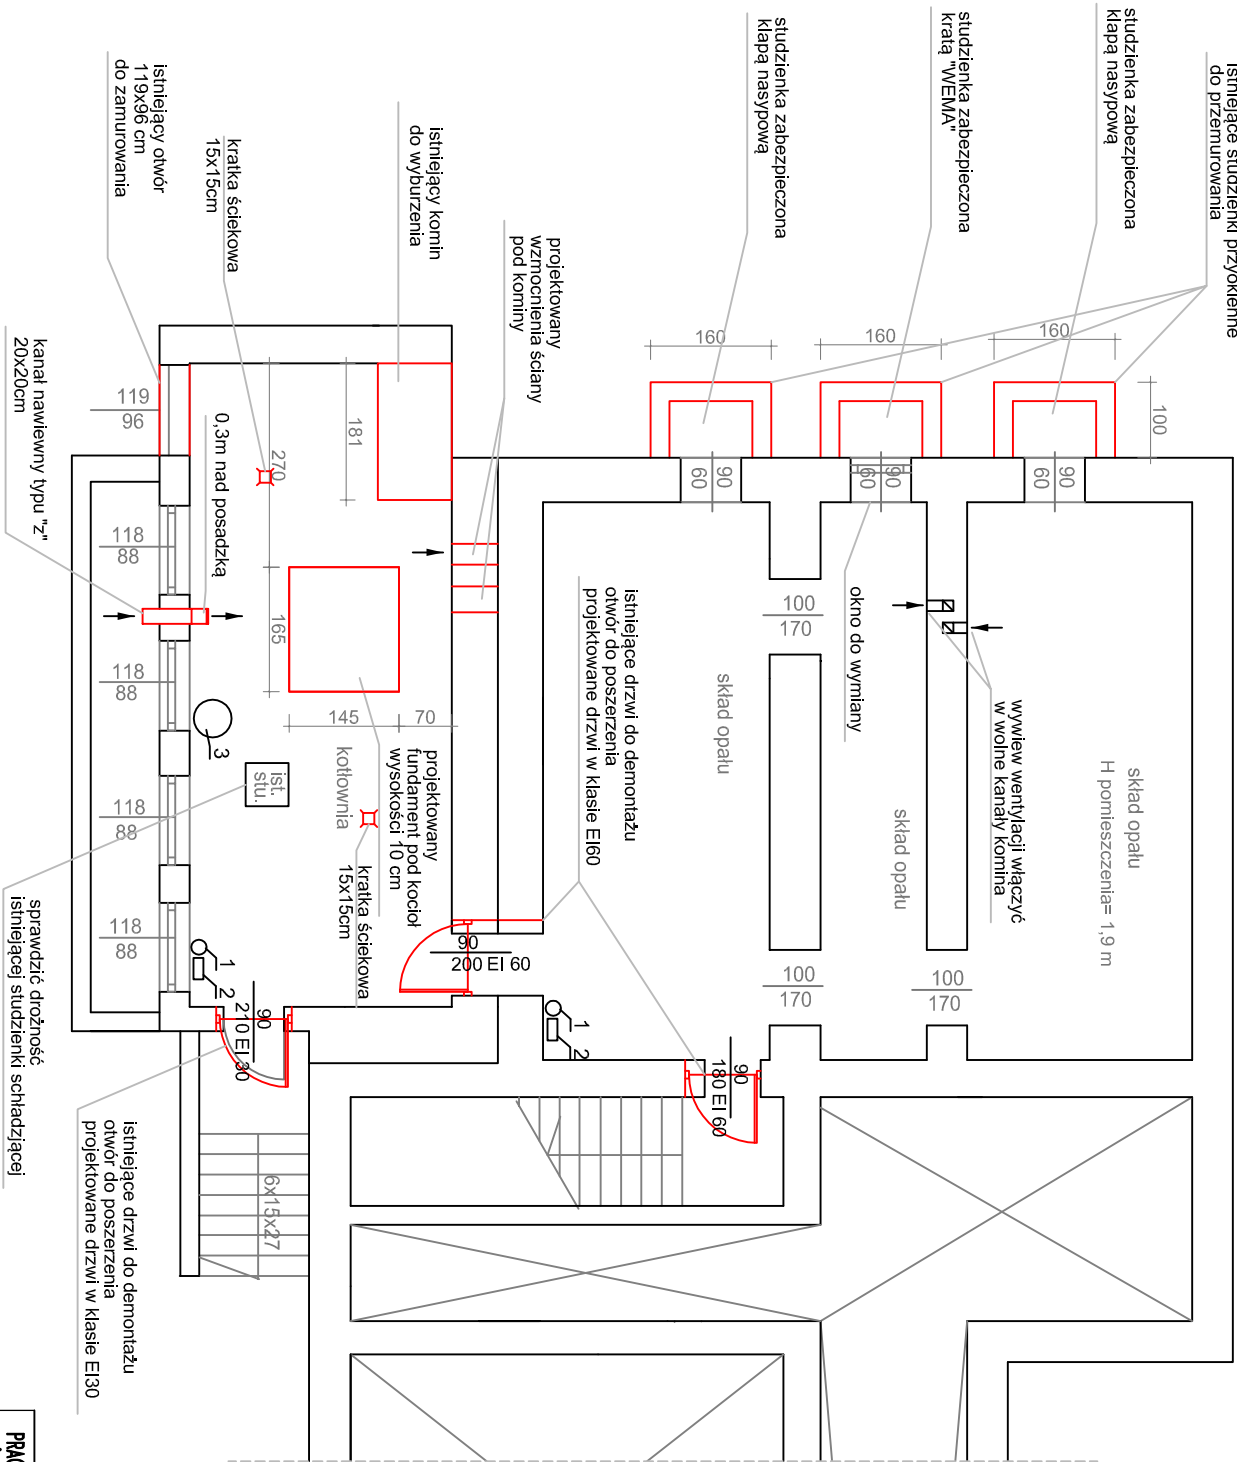 istniejące studzienki przyokienne
do przemurowania
studzienka zabezpieczona
klapą nasypową
studzienka zabezpieczona
kratą "WEMA"
studzienka zabezpieczona
klapą nasypową
istniejący komin
do wyburzenia
projektowany
wzmocnienia ściany
pod kominy
kratka ściekowa
15x15cm
istniejący otwór
119x96 cm
do zamurowania
kanał nawiewny typu "z"
20x20cm
0,3m nad posadzką
160
160
160
100
90
60
90
60
90
60
119
96
181
270
165
145
70
118
88
118
88
118
88
118
88
100
170
100
170
100
170
okno do wymiany
wywiew wentylacji włączyć
w wolne kanały komina
skład opału
H pomieszczenia= 1,9 m
skład opału
skład opału
istniejące drzwi do demontażu
otwór do poszerzenia
projektowane drzwi w klasie EI60
projektowany
fundament pod kocioł
wysokości 10 cm
kotłownia
kratka ściekowa
15x15cm
ist.
stu.
3
1
2
1
2
90
200 EI 60
90
180 EI 60
90
210 EI 30
6x15x27
sprawdzić drożność
istniejącej studzienki schładzającej
istniejące drzwi do demontażu
otwór do poszerzenia
projektowane drzwi w klasie EI30
PRAC